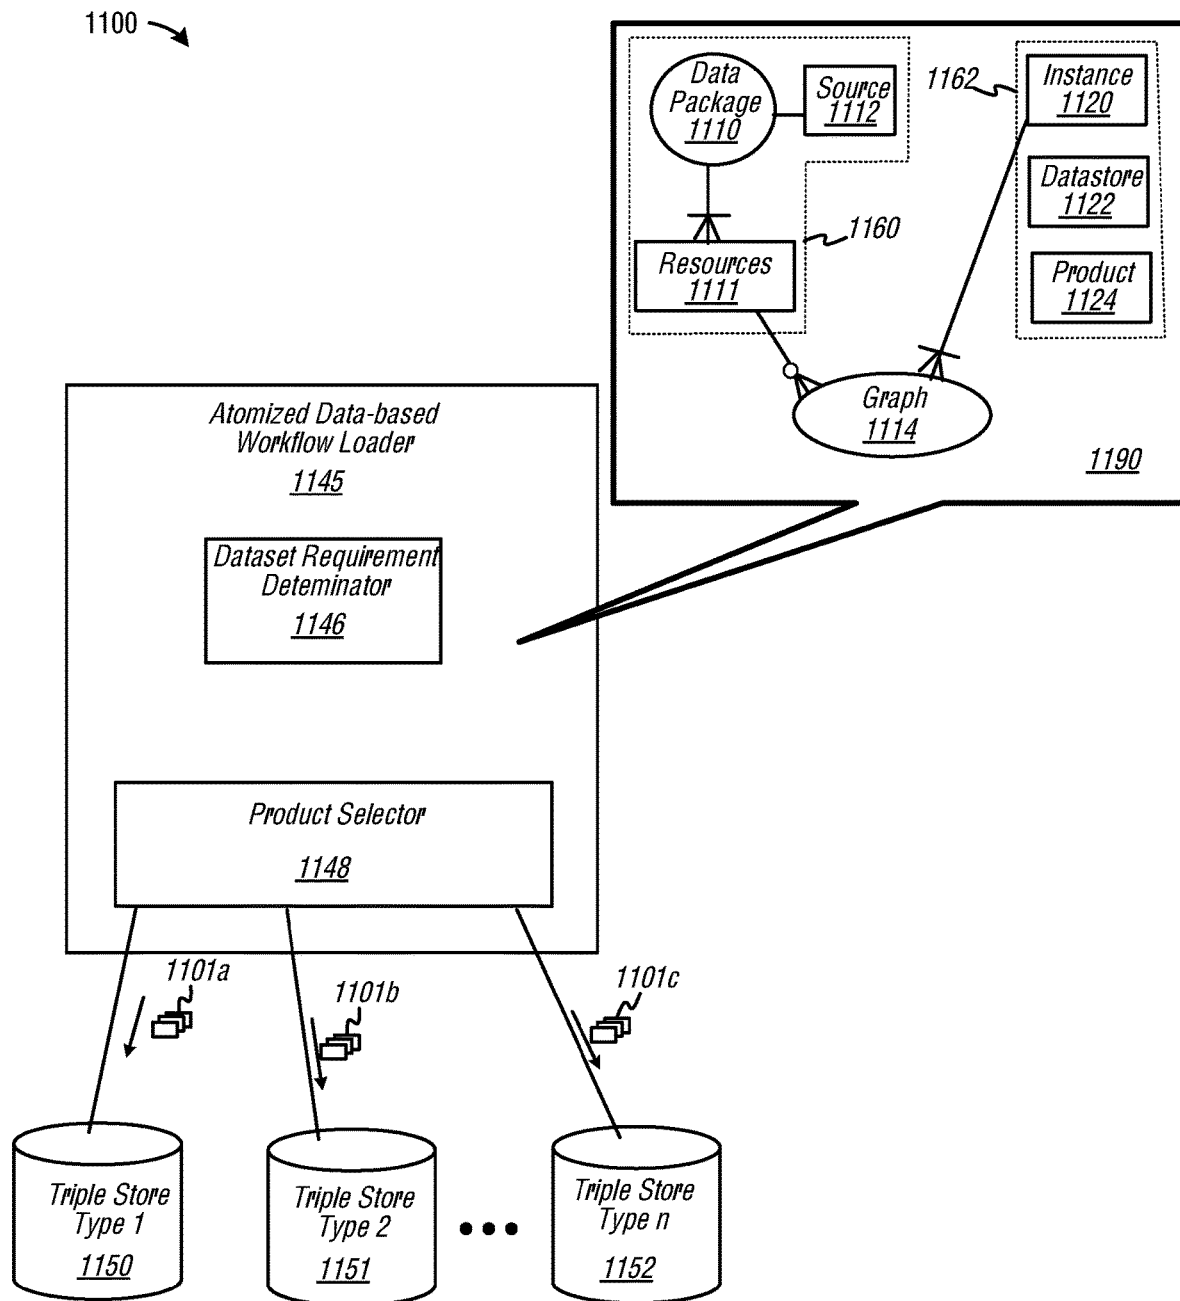 1100
Data
Package
1110
Source
1112
1162
Instance
1120
Datastore
1122
Product
1124
1160
Resources
1111
Graph
1114
1190
Atomized Data-based
Workflow Loader
1145
Dataset Requirement
Deteminator
1146
Product Selector
1148
1101a
1101b
1101c
Triple Store
Type 1
1150
Triple Store
Type 2
1151
Triple Store
Type n
1152